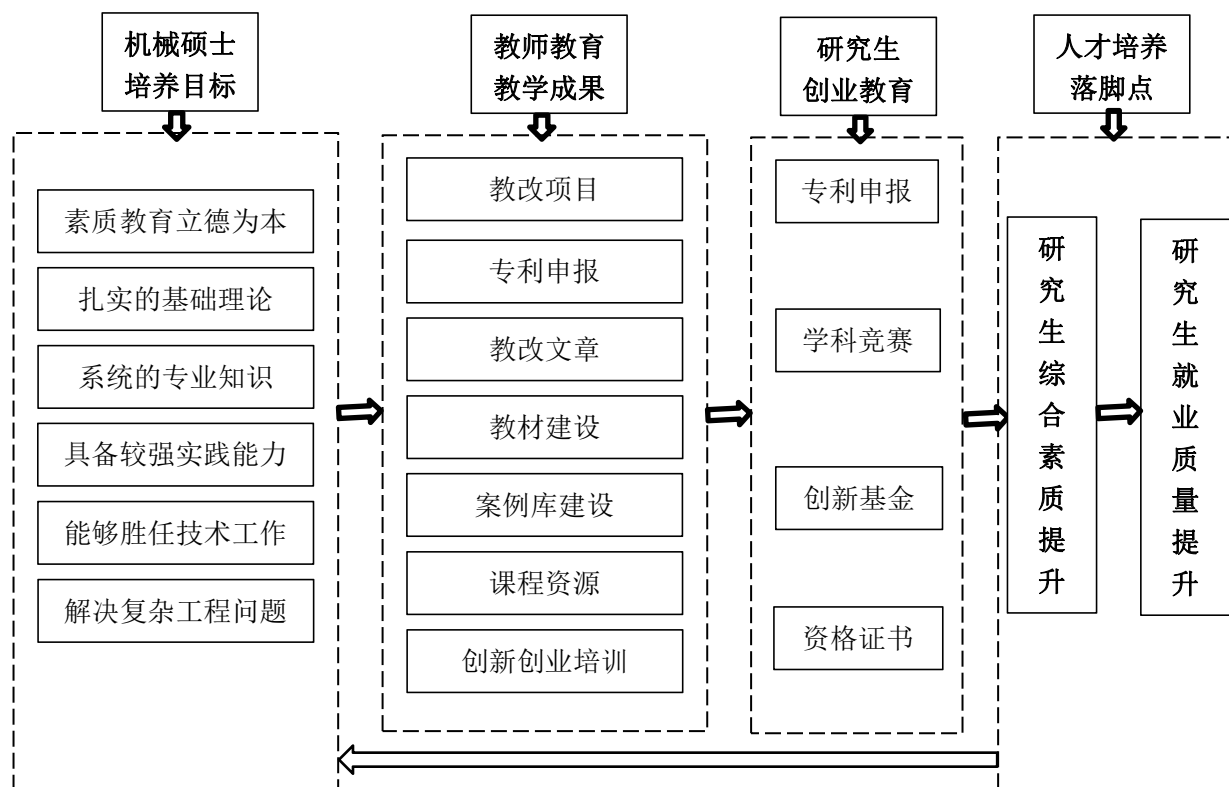 机械硕士
培养目标
教师教育
教学成果
研究生
创业教育
人才培养
落脚点
素质教育立德为本
扎实的基础理论
系统的专业知识
具备较强实践能力
能够胜任技术工作
解决复杂工程问题
教改项目
专利申报
教改文章
教材建设
案例库建设
课程资源
创新创业培训
专利申报
学科竞赛
创新基金
资格证书
研究生综合素质提升
研究生就业质量提升